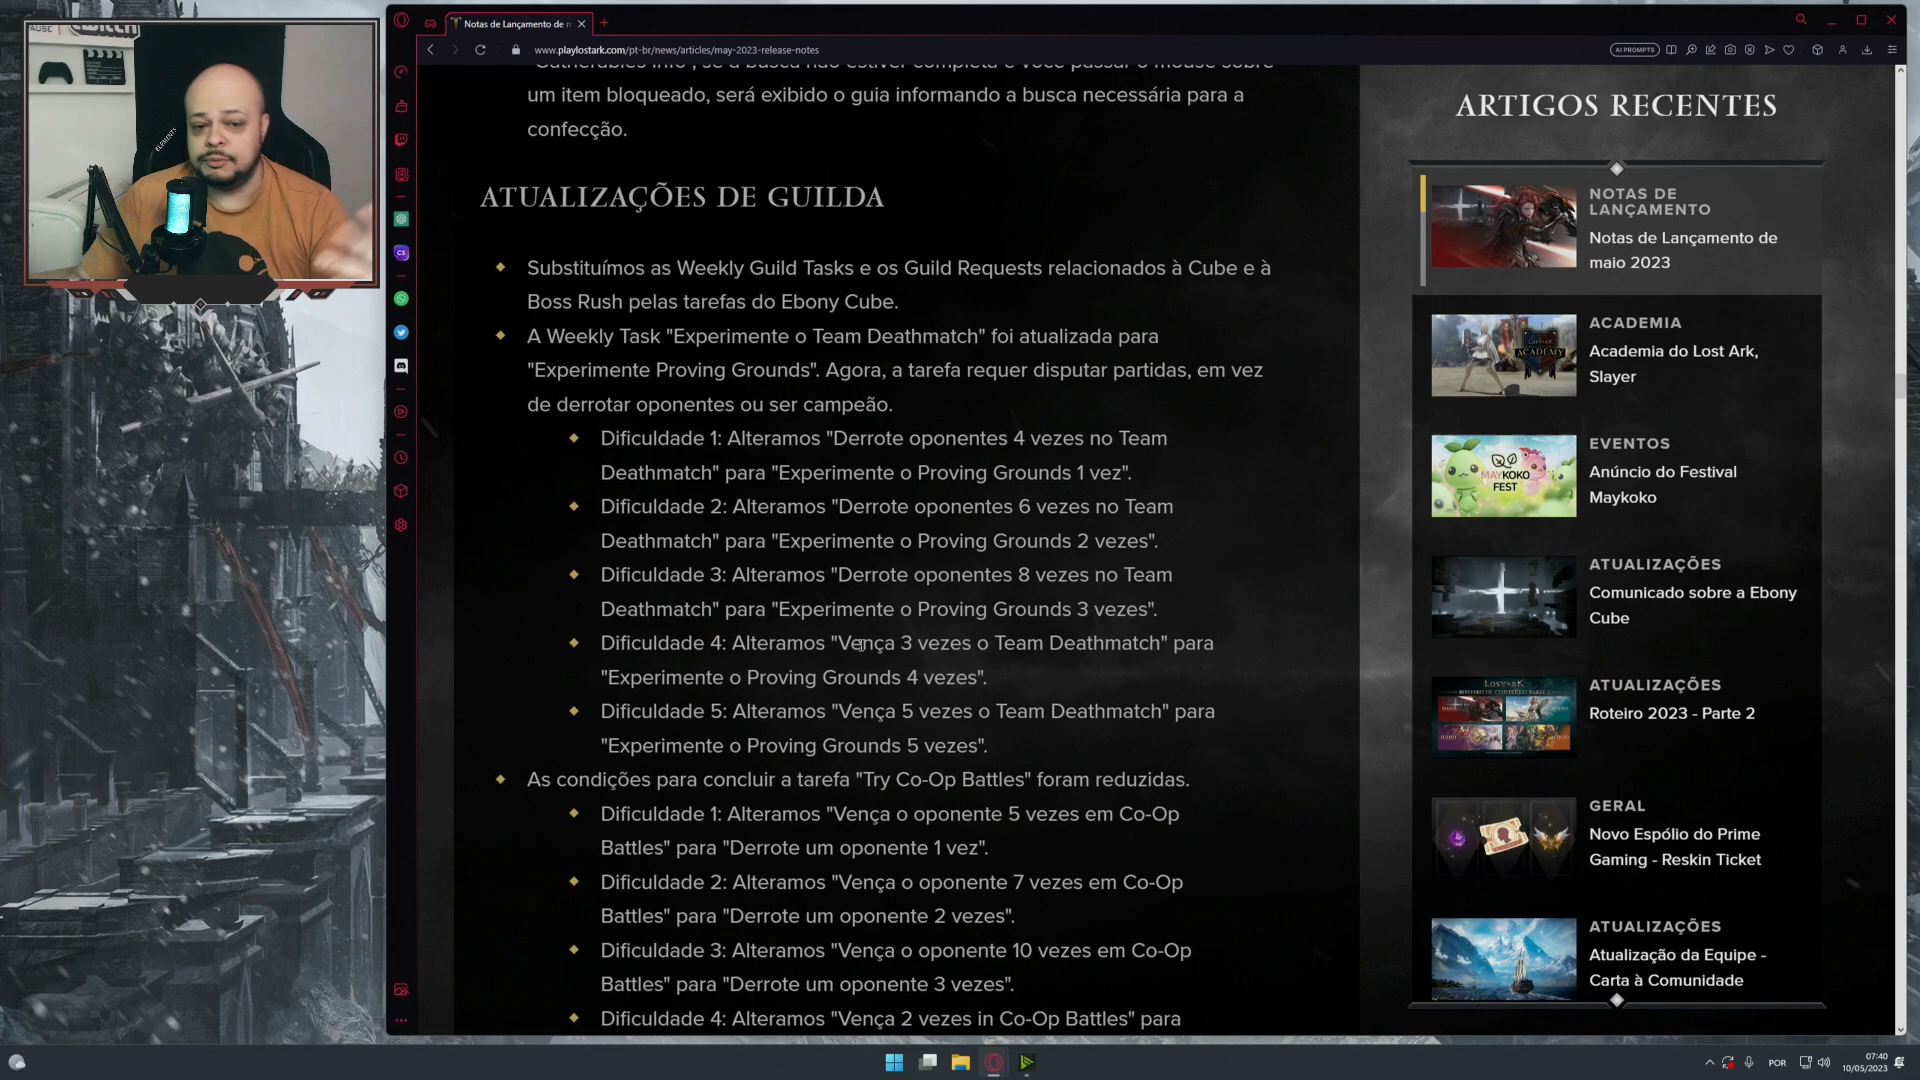 Notas de Lançamento de m
www.playlostark.com/pt-br/news/articles/may-2023-release-notes
AI PROMPTS
um item bloqueado, será exibido o guia informando a busca necessária para a
confecção.
ATUALIZAÇÕES DE GUILDA
Substituímos as Weekly Guild Tasks e os Guild Requests relacionados à Cube e à
Boss Rush pelas tarefas do Ebony Cube.
A Weekly Task "Experimente o Team Deathmatch" foi atualizada para
"Experimente Proving Grounds". Agora, a tarefa requer disputar partidas, em vez
de derrotar oponentes ou ser campeão.
Dificuldade 1: Alteramos "Derrote oponentes 4 vezes no Team
Deathmatch" para "Experimente o Proving Grounds 1 vez".
Dificuldade 2: Alteramos "Derrote oponentes 6 vezes no Team
Deathmatch" para "Experimente o Proving Grounds 2 vezes".
Dificuldade 3: Alteramos "Derrote oponentes 8 vezes no Team
Deathmatch" para "Experimente o Proving Grounds 3 vezes".
Dificuldade 4: Alteramos "Vença 3 vezes o Team Deathmatch" para
"Experimente o Proving Grounds 4 vezes".
Dificuldade 5: Alteramos "Vença 5 vezes o Team Deathmatch" para
"Experimente o Proving Grounds 5 vezes".
As condições para concluir a tarefa "Try Co-Op Battles" foram reduzidas.
Dificuldade 1: Alteramos "Vença o oponente 5 vezes em Co-Op
Battles" para "Derrote um oponente 1 vez".
Dificuldade 2: Alteramos "Vença o oponente 7 vezes em Co-Op
Battles" para "Derrote um oponente 2 vezes".
Dificuldade 3: Alteramos "Vença o oponente 10 vezes em Co-Op
Battles" para "Derrote um oponente 3 vezes".
Dificuldade 4: Alteramos "Vença 2 vezes in Co-Op Battles" para
ARTIGOS RECENTES
NOTAS DE
LANÇAMENTO
Notas de Lançamento de
maio 2023
ACADEMY
ACADEMIA
Academia do Lost Ark,
Slayer
MAYKOKO
FEST
EVENTOS
Anúncio do Festival
Maykoko
ATUALIZAÇÕES
Comunicado sobre a Ebony
Cube
LOST ARK
ROTEIRO DE CONTEÚDO PARTE 2
ATUALIZAÇÕES
Roteiro 2023 - Parte 2
GERAL
Novo Espólio do Prime
Gaming - Reskin Ticket
ATUALIZAÇÕES
Atualização da Equipe -
Carta à Comunidade
POR
07:40
10/05/2023